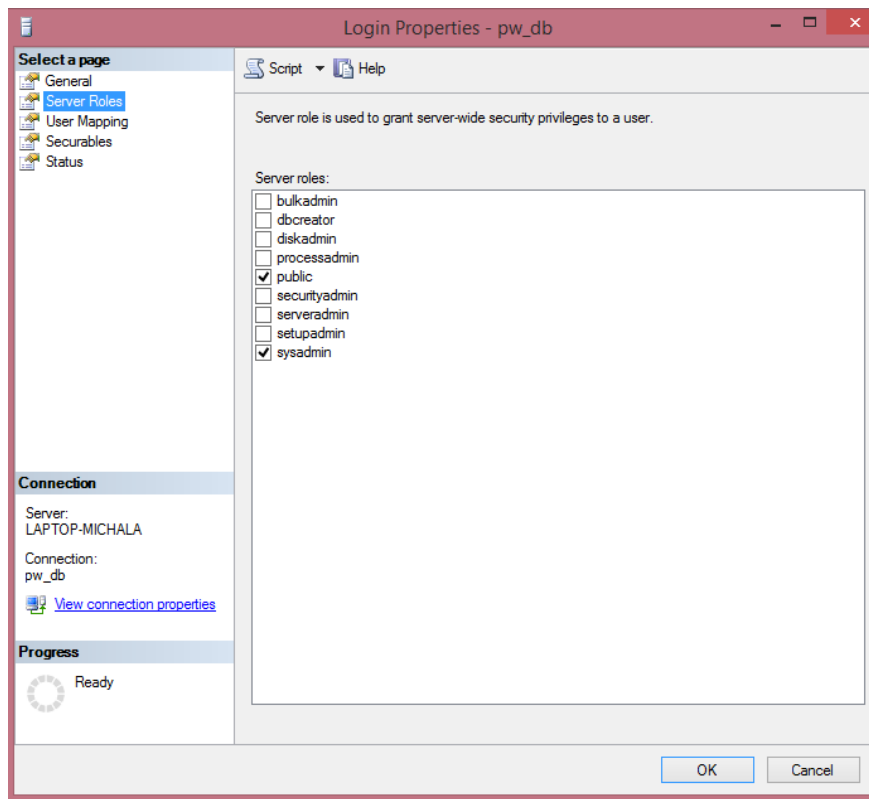 Login Properties - pw_db
Select a page
General
Server Roles
User Mapping
Securables
Status
Script
Help
Server role is used to grant server-wide security privileges to a user.
Server roles:
bulkadmin
dbcreator
diskadmin
processadmin
public
securityadmin
serveradmin
setupadmin
sysadmin
Connection
Server:
LAPTOP-MICHALA
Connection:
pw_db
View connection properties
Progress
Ready
OK
Cancel